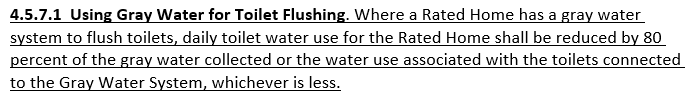 4.5.7.1  Using Gray Water for Toilet Flushing. Where a Rated Home has a gray water
system to flush toilets, daily toilet water use for the Rated Home shall be reduced by 80
percent of the gray water collected or the water use associated with the toilets connected
to the Gray Water System, whichever is less.